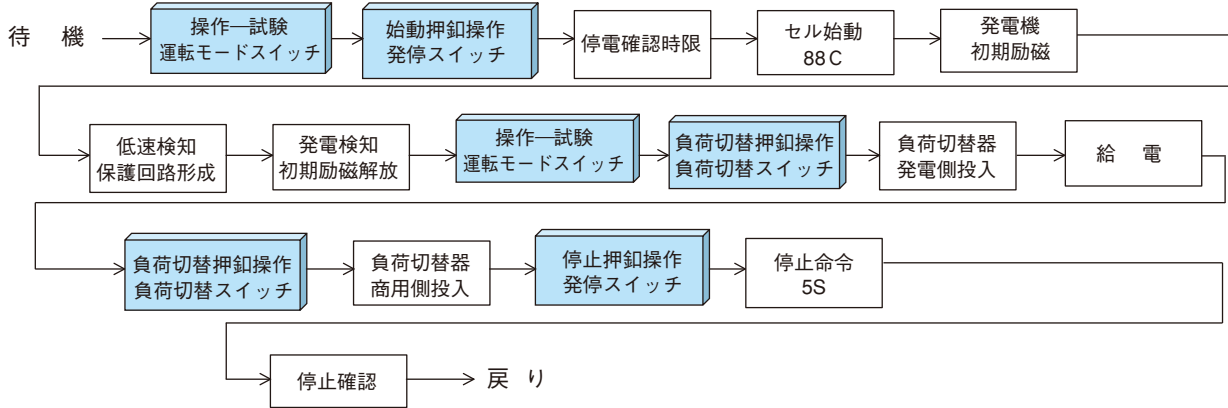 待 機
操作―試験
運転モードスイッチ
始動押釦操作
発停スイッチ
停電確認時限
セル始動
88C
発電機
初期励磁
低速検知
保護回路形成
発電検知
初期励磁解放
操作―試験
運転モードスイッチ
負荷切替押釦操作
負荷切替スイッチ
負荷切替器
発電側投入
給 電
負荷切替押釦操作
負荷切替スイッチ
負荷切替器
商用側投入
停止押釦操作
発停スイッチ
停止命令
5S
停止確認
戻 り